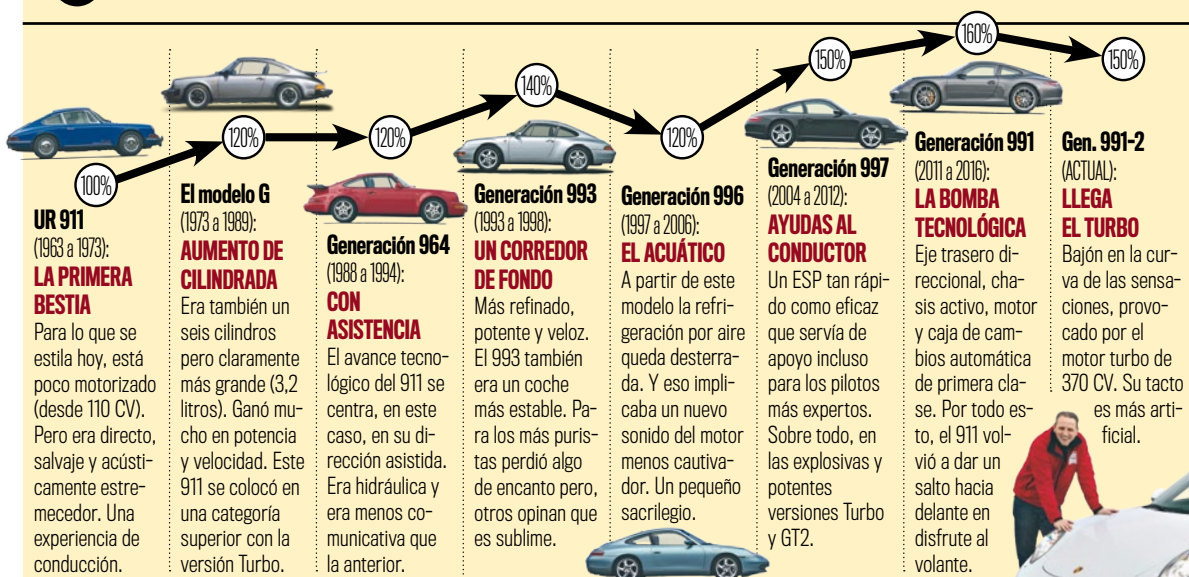 100%
UR 911
(1963 a 1973):
LA PRIMERA
BESTIA
Para lo que se
estila hoy, está
poco motorizado
(desde 110 CV).
Pero era directo,
salvaje y acústi-
camente estre-
mecedor. Una
experiencia de
conducción.
120%
El modelo G
(1973 a 1989):
AUMENTO DE
CILINDRADA
Era también un
seis cilindros
pero claramente
más grande (3,2
litros). Ganó mu-
cho en potencia
y velocidad. Este
911 se colocó en
una categoría
superior con la
versión Turbo.
120%
Generación 964
(1988 a 1994):
CON
ASISTENCIA
El avance tecno-
lógico del 911 se
centra, en este
caso, en su di-
rección asistida.
Era hidráulica y
era menos co-
municativa que
la anterior.
140%
Generación 993
(1993 a 1998):
UN CORREDOR
DE FONDO
Más refinado,
potente y veloz.
El 993 también
era un coche
más estable. Pa-
ra los más puris-
tas perdió algo
de encanto pero,
otros opinan que
es sublime.
120%
Generación 996
(1997 a 2006):
EL ACUÁTICO
A partir de este
modelo la refri-
geración por aire
queda desterra-
da. Y eso impli-
caba un nuevo
sonido del motor
menos cautiva-
dor. Un pequeño
sacrilegio.
150%
Generación 997
(2004 a 2012):
AYUDAS AL
CONDUCTOR
Un ESP tan rápi-
do como eficaz
que servía de
apoyo incluso
para los pilotos
más expertos.
Sobre todo, en
las explosivas y
potentes
versiones Turbo
y GT2.
160%
Generación 991
(2011 a 2016):
LA BOMBA
TECNOLÓGICA
Eje trasero di-
reccional, cha-
sis activo, motor
y caja de cam-
bios automática
de primera cla-
se. Por todo es-
to, el 911 vol-
vió a dar un
salto hacia
delante en
disfrute al
volante.
150%
Gen. 991-2
(ACTUAL):
LLEGA
EL TURBO
Bajón en la cur-
va de las sensa-
ciones, provo-
cado por el
motor turbo de
370 CV. Su tacto
es más arti-
ficial.